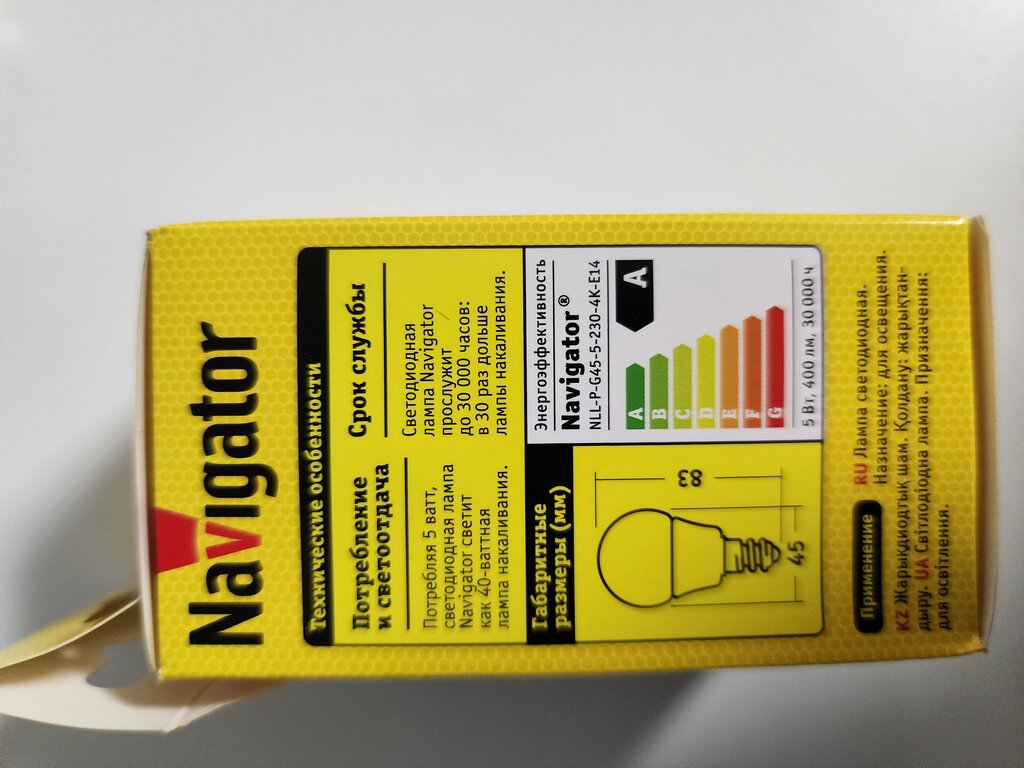 Navigator
Технические особенности
Потребление
и светоотдача
Потребляя 5 ватт,
светодиодная лампа
Navigator светит
как 40-ваттная
лампа накаливания.
Срок службы
Светодиодная
лампа Navigator
прослужит
до 30 000 часов:
в 30 раз дольше
лампы накаливания.
Габаритные
размеры (мм)
83
45
Энергоэффективность
Navigator®
NLL-P-G45-5-230-4K-E14
A
A
B
C
D
E
F
G
5 Вт, 400 лм, 30 000 ч
Применение
RU Лампа светодиодная.
Назначение: для освещения.
KZ Жарықдиодтық шам. Қолдану: жарықтан-
дыру. UA Світлодіодна лампа. Призначення:
для освітлення.